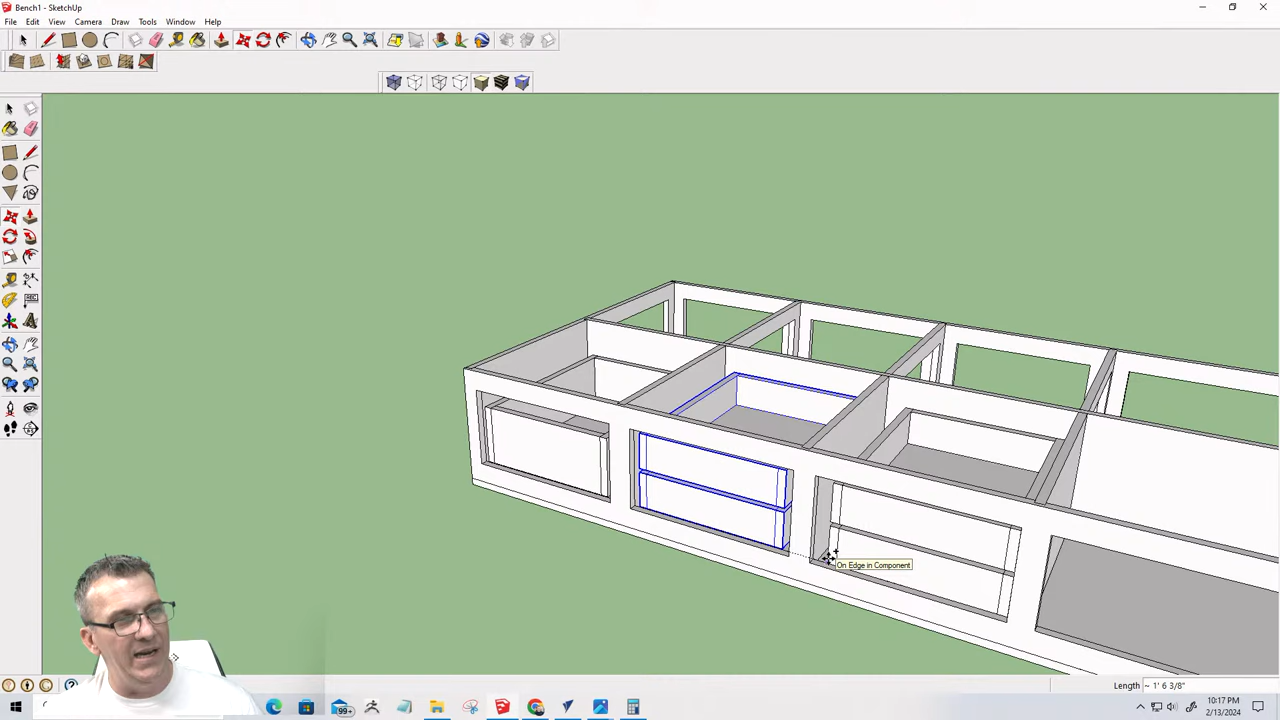 Bench1 - SketchUp
File Edit View Camera Draw Tools Window Help
On Edge in Component
Length ~ 1' 6 3/8"
99+
10:17 PM
2/13/2024